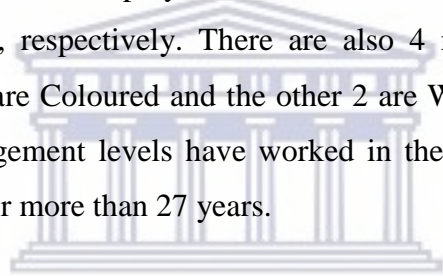 , respectively. There are also 4
are Coloured and the other 2 are W
gement levels have worked in the
r more than 27 years.